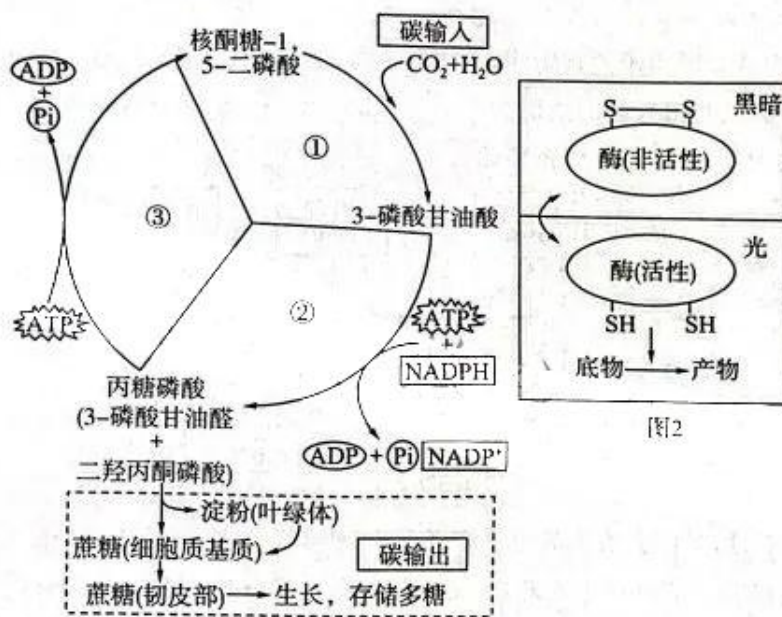 核酮糖-1,
5-二磷酸
碳输入
CO₂+H₂O
ADP
+
Pi
①
③
3-磷酸甘油酸
②
ATP
ATP
+
NADPH
丙糖磷酸
(3-磷酸甘油醛
+
二羟丙酮磷酸)
ADP + Pi NADP⁺
淀粉(叶绿体)
蔗糖(细胞质基质)
碳输出
蔗糖(韧皮部)→生长，存储多糖
黑暗
S S
酶(非活性)
光
酶(活性)
SH SH
底物→产物
图2